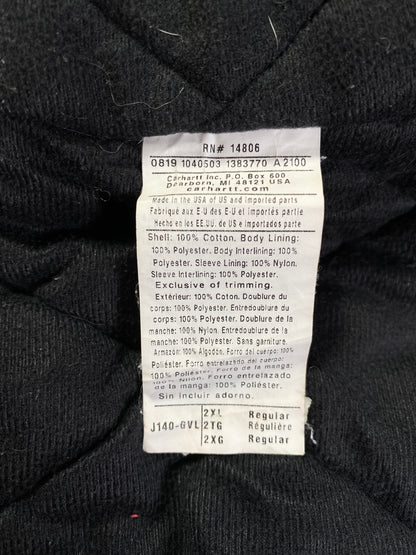 RN# 14806
0819 1040503 1383770 A2100
Carhartt Inc. P.O. Box 600
Dearborn, MI 48121 USA
carhartt.com
Made in the USA of US and imported parts
Fabriqué aux E-U des E-U et importés partie
Hecho en los EE.UU. de US e importados partes
Shell: 100% Cotton. Body Lining:
100% Polyester. Body Interlining: 100%
Polyester. Sleeve Lining: 100% Nylon.
Sleeve Interlining: 100% Polyester.
Exclusive of trimming.
Extérieur: 100% Coton. Doublure du
corps: 100% Polyester. Entredoublure du
corps: 100% Polyester. Doublure de la
manche: 100% Nylon. Entredoublure de la
manche: 100% Polyester. Sans garniture.
Armazón: 100% Algodón. Forro del cuerpo: 100%
Poliéster. Forro entrelazado del cuerpo:
100% Poliéster. Forro de la manga:
100% Nilon. Forro entrelazado
de la manga: 100% Poliéster.
Sin incluir adorno.
J140-GVL
2XL Regular
2TG Régulière
2XG Regular